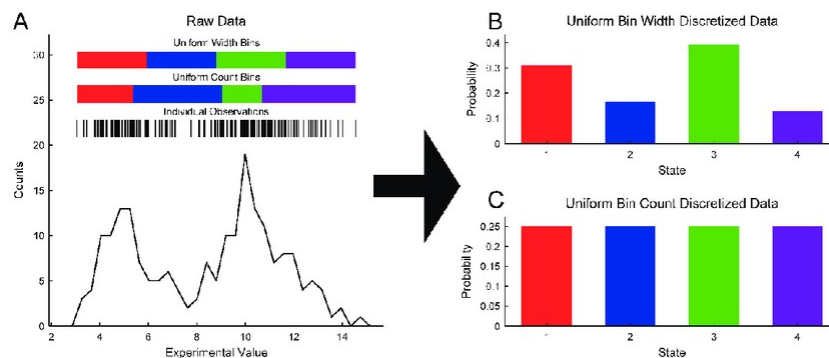 A
Raw Data
Uniform Width Bins
Uniform Count Bins
Individual Observations
30
25
20
15
10
5
0
Counts
2 4 6 8 10 12 14
Experimental Value
B
Uniform Bin Width Discretized Data
0.4
0.3
0.2
0.1
0
Probability
2 3 4
State
C
Uniform Bin Count Discretized Data
0.25
0.2
0.15
0.1
0.05
0
Probability
2 3 4
State